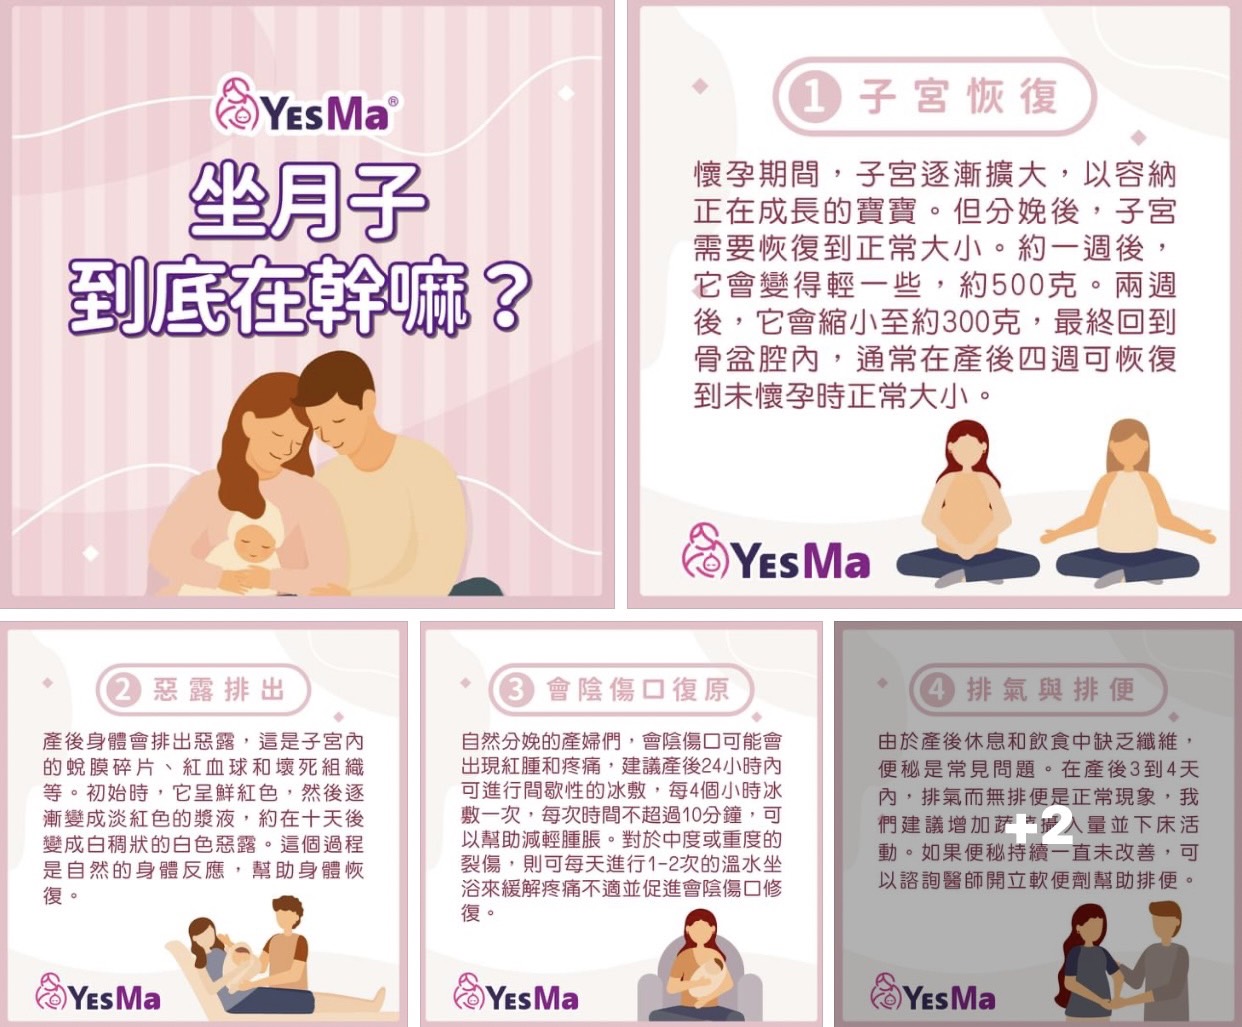 YesMa®
坐月子
到底在幹嘛？
1 子宮恢復
懷孕期間，子宮逐漸擴大，以容納
正在成長的寶寶。但分娩後，子宮
需要恢復到正常大小。約一週後，
它會變得輕一些，約500克。兩週
後，它會縮小至約300克，最終回到
骨盆腔內，通常在產後四週可恢復
到未懷孕時正常大小。
YesMa
2 惡露排出
產後身體會排出惡露，這是子宮內
的蛻膜碎片、紅血球和壞死組織
等。初始時，它呈鮮紅色，然後逐
漸變成淡紅色的漿液，約在十天後
變成白稠狀的白色惡露。這個過程
是自然的身體反應，幫助身體恢
復。
YesMa
3 會陰傷口復原
自然分娩的產婦們，會陰傷口可能會
出現紅腫和疼痛，建議產後24小時內
可進行間歇性的冰敷，每4個小時冰
敷一次，每次時間不超過10分鐘，可
以幫助減輕腫脹。對於中度或重度的
裂傷，則可每天進行1-2次的溫水坐
浴來緩解疼痛不適並促進會陰傷口修
復。
YesMa
4 排氣與排便
由於產後休息和飲食中缺乏纖維，
便秘是常見問題。在產後3到4天
內，排氣而無排便是正常現象，我
們建議增加蔬 入量並下床活
+2
動。如果便秘持續一直未改善，可
以諮詢醫師開立軟便劑幫助排便。
YesMa